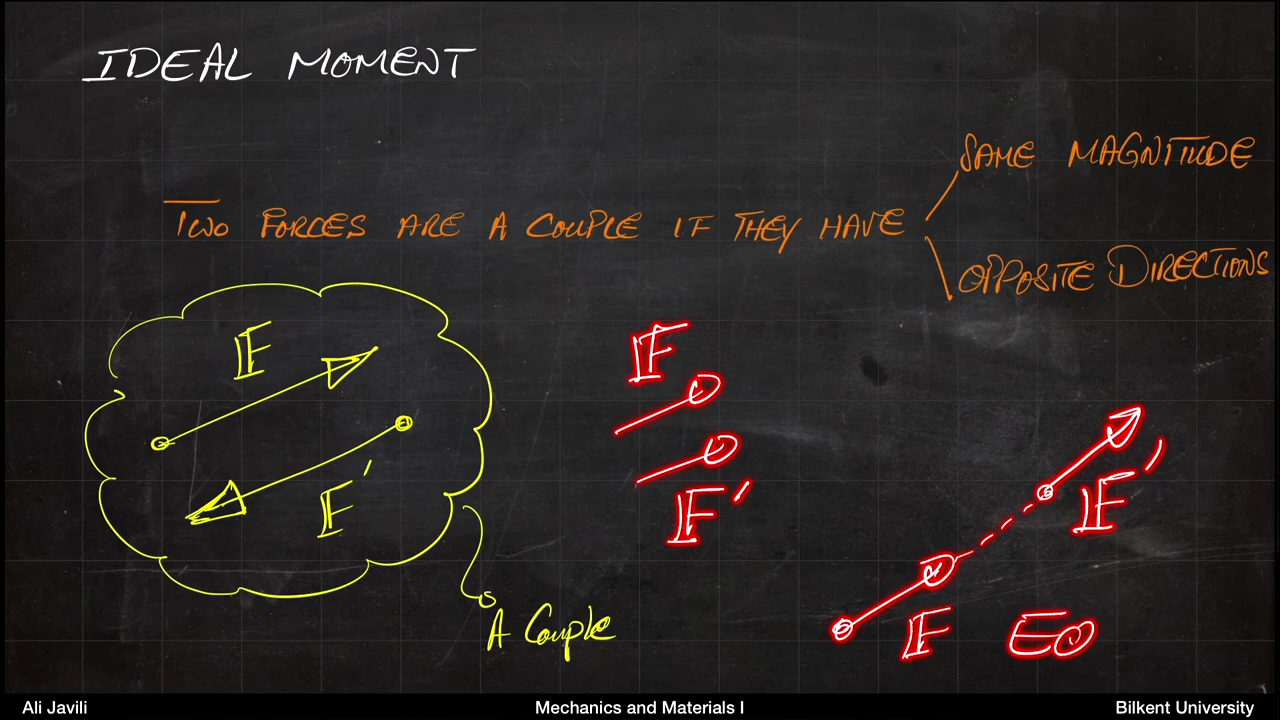 IDEAL MOMENT
SAME MAGNITUDE
TWO FORCES ARE A COUPLE IF THEY HAVE
OPPOSITE DIRECTIONS
F
F
F'
F'
F'
A Couple
F
Ali Javili
Mechanics and Materials I
Bilkent University